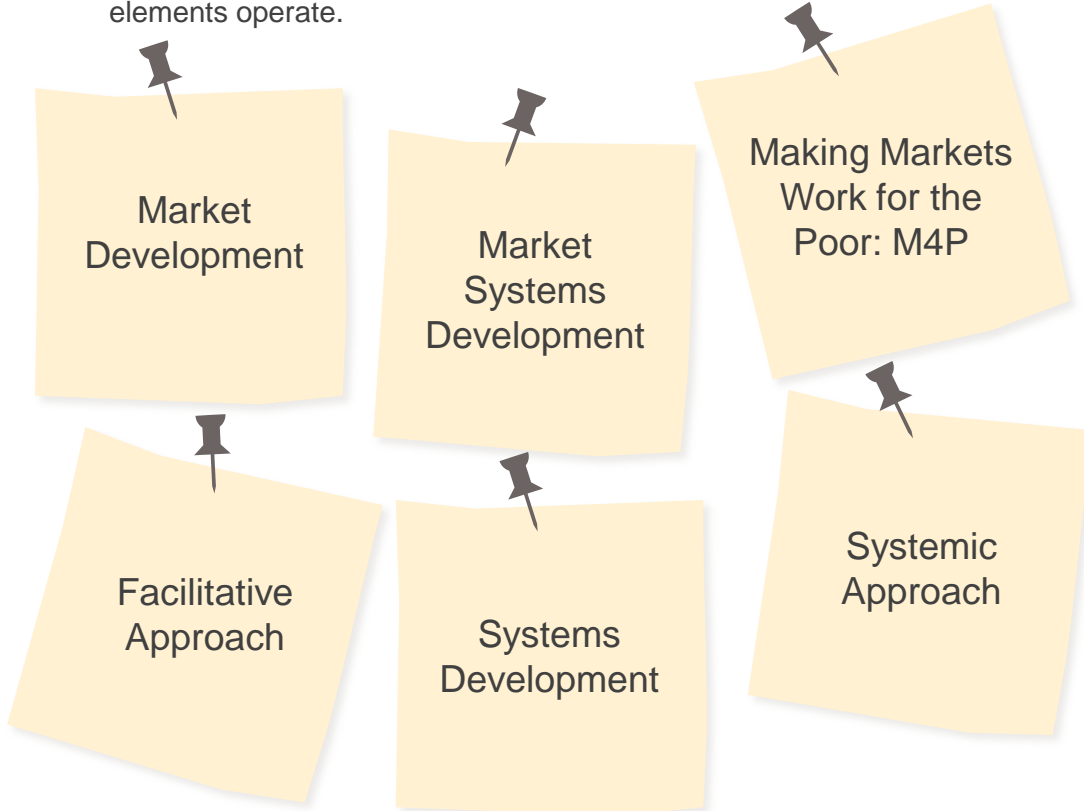 elements operate.
Market
Development
Market
Systems
Development
Making Markets
Work for the
Poor: M4P
Facilitative
Approach
Systems
Development
Systemic
Approach